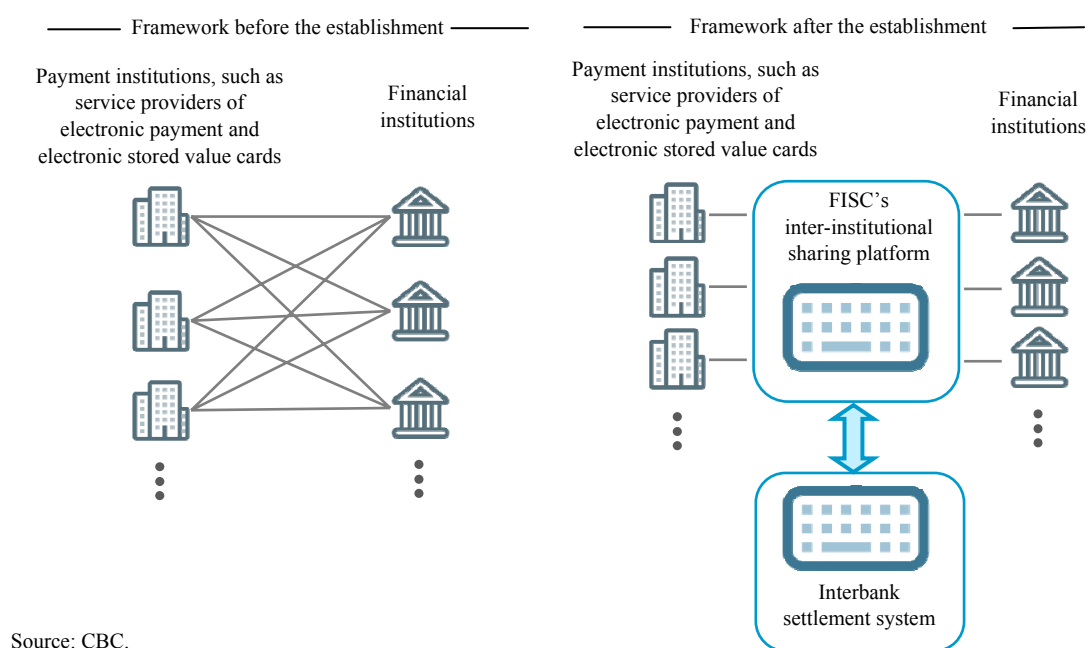 Framework before the establishment
Payment institutions, such as
service providers of
electronic payment and
electronic stored value cards
Financial
institutions
Framework after the establishment
Payment institutions, such as
service providers of
electronic payment and
electronic stored value cards
Financial
institutions
FISC’s
inter-institutional
sharing platform
Interbank
settlement system
Source: CBC.